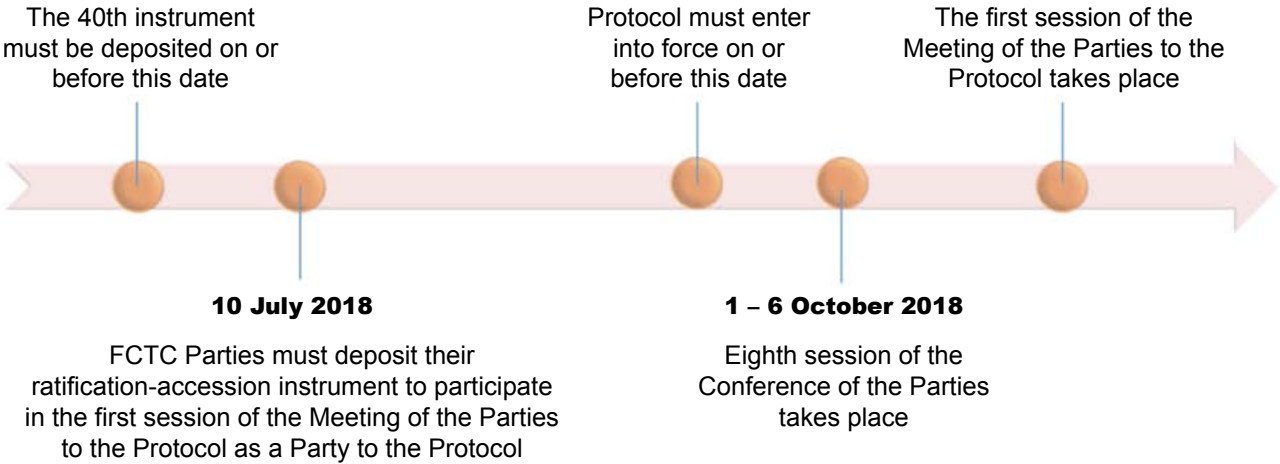 The 40th instrument
must be deposited on or
before this date
Protocol must enter
into force on or
before this date
The first session of the
Meeting of the Parties to the
Protocol takes place
10 July 2018
FCTC Parties must deposit their
ratification-accession instrument to participate
in the first session of the Meeting of the Parties
to the Protocol as a Party to the Protocol
1 – 6 October 2018
Eighth session of the
Conference of the Parties
takes place